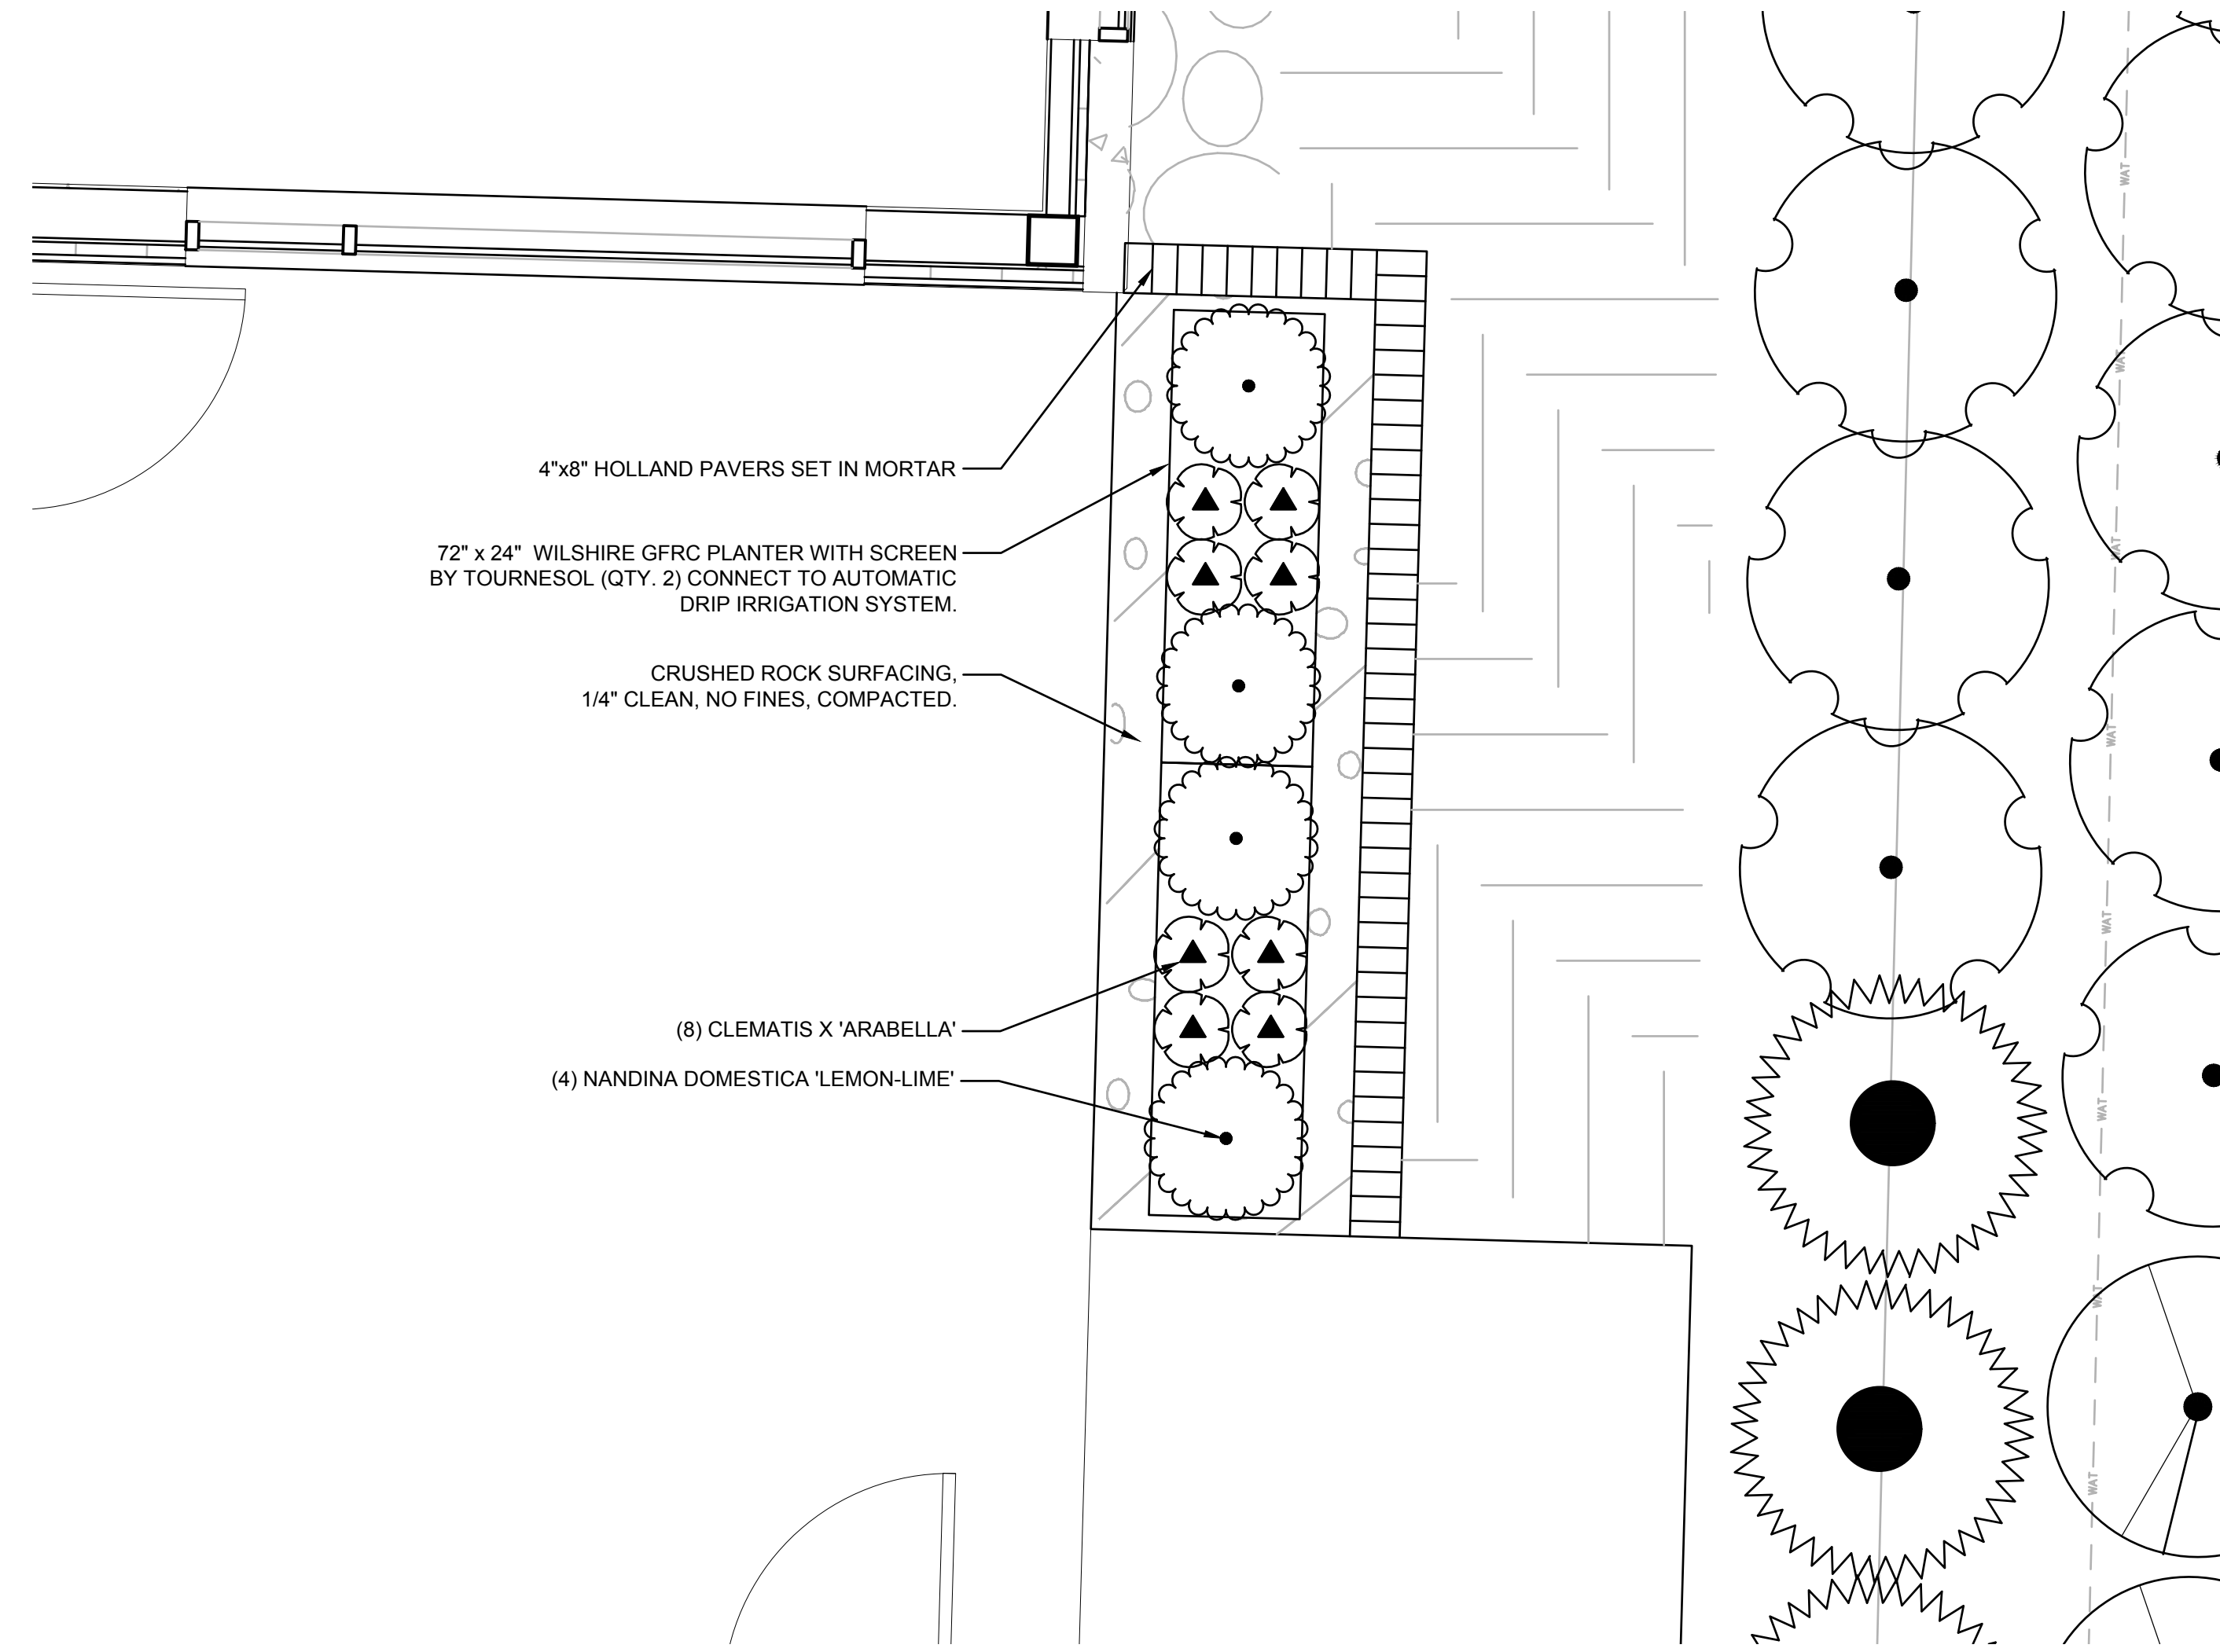 4"x8" HOLLAND PAVERS SET IN MORTAR
72" x 24"  WILSHIRE GFRC PLANTER WITH SCREEN
BY TOURNESOL (QTY. 2) CONNECT TO AUTOMATIC
DRIP IRRIGATION SYSTEM.
CRUSHED ROCK SURFACING,
1/4" CLEAN, NO FINES, COMPACTED.
(8) CLEMATIS X 'ARABELLA'
(4) NANDINA DOMESTICA 'LEMON-LIME'
WAT
WAT
WAT
WAT
WAT
WAT
WAT
WAT